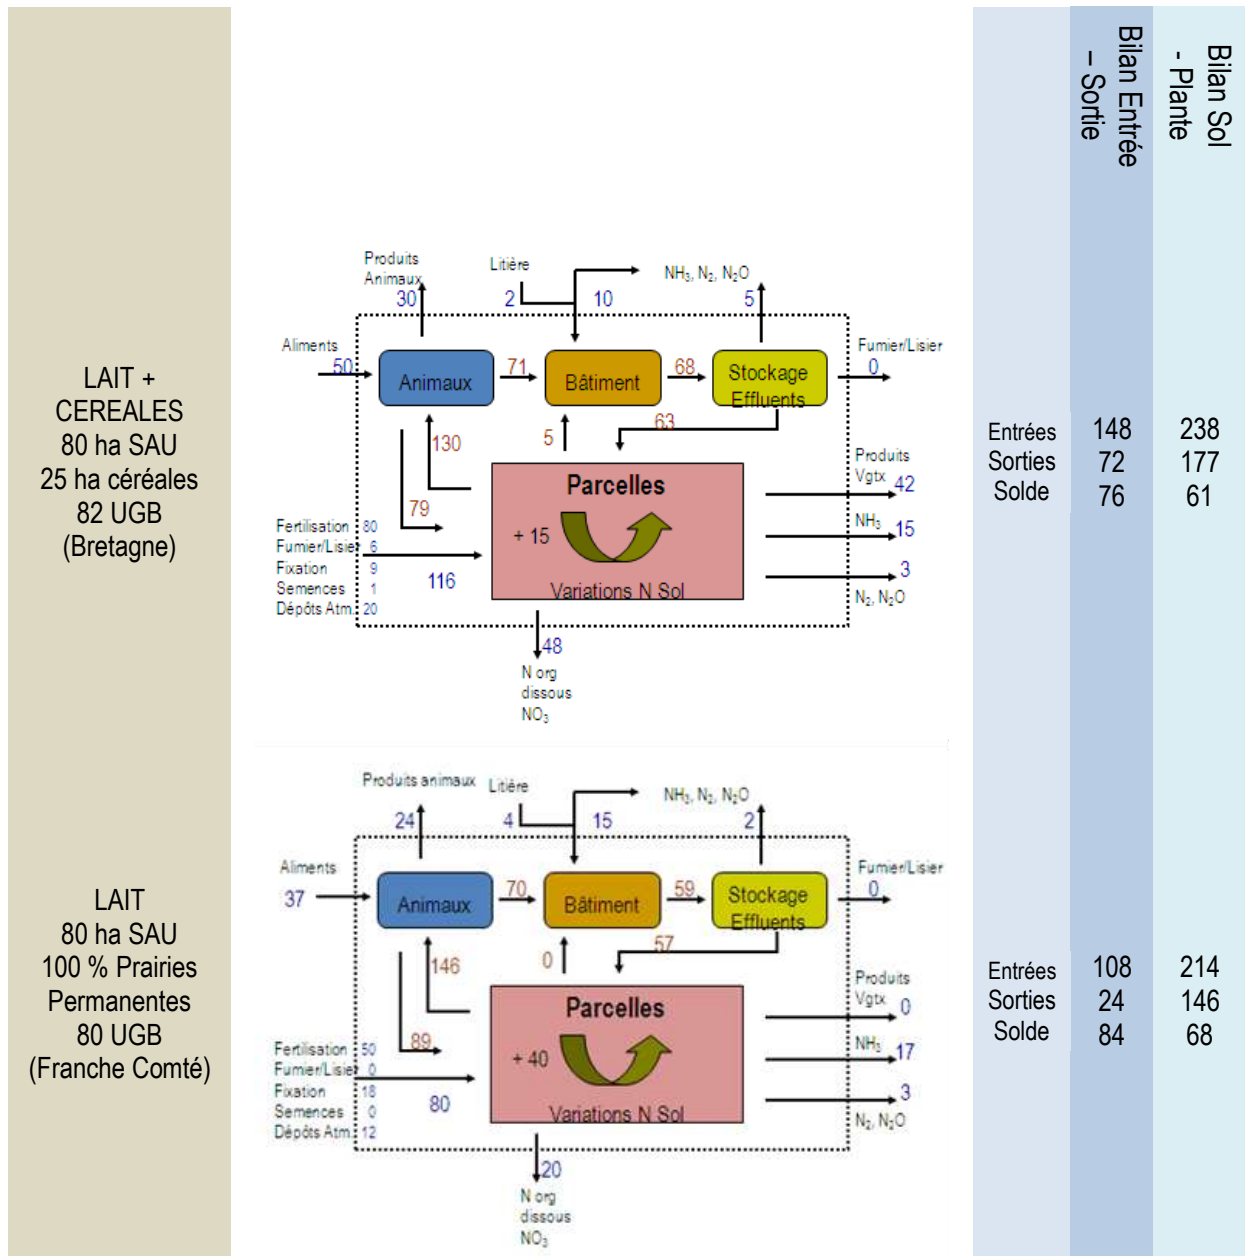 Bilan Entrée
– Sortie
Bilan Sol
- Plante
LAIT +
CEREALES
80 ha SAU
25 ha céréales
82 UGB
(Bretagne)
Produits
Animaux
30
Litière
2
10
NH₃, N₂, N₂O
5
Aliments
50
Animaux
71
Bâtiment
68
Stockage
Effluents
Fumier/Lisier
0
130
5
63
79
Parcelles
+ 15
Variations N Sol
Produits
Vgtx
42
NH₃
15
3
N₂, N₂O
Fertilisation 80
Fumier/Lisier 6
Fixation 9
Semences 1
Dépôts Atm. 20
116
48
N org
dissous
NO₃
Entrées 148 238
Sorties 72 177
Solde 76 61
LAIT
80 ha SAU
100 % Prairies
Permanentes
80 UGB
(Franche Comté)
Produits animaux
24
Litière
4
15
NH₃, N₂, N₂O
2
Aliments
37
Animaux
70
Bâtiment
59
Stockage
Effluents
Fumier/Lisier
0
146
0
57
89
Parcelles
+ 40
Variations N Sol
Produits
Vgtx
0
NH₃
17
3
N₂, N₂O
Fertilisation 50
Fumier/Lisier 0
Fixation 18
Semences 0
Dépôts Atm. 12
80
20
N org
dissous
NO₃
Entrées 108 214
Sorties 24 146
Solde 84 68